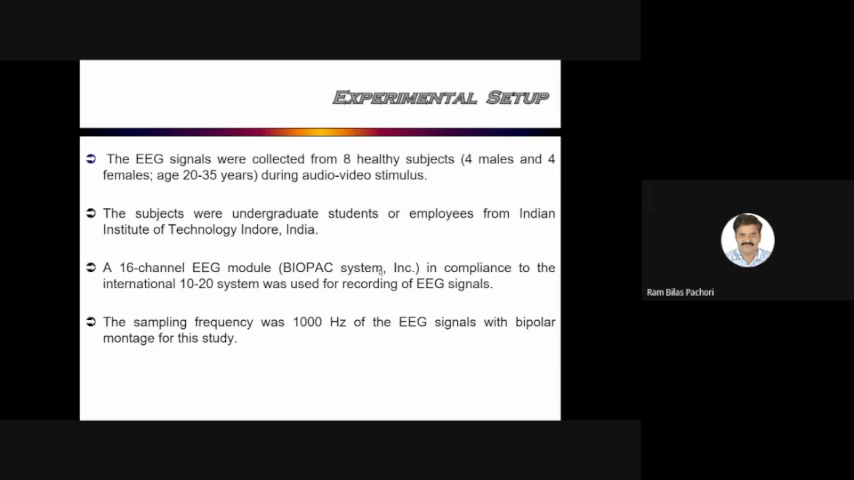 EXPERIMENTAL SETUP
The EEG signals were collected from 8 healthy subjects (4 males and 4
females; age 20-35 years) during audio-video stimulus.
The subjects were undergraduate students or employees from Indian
Institute of Technology Indore, India.
A 16-channel EEG module (BIOPAC system, Inc.) in compliance to the
international 10-20 system was used for recording of EEG signals.
The sampling frequency was 1000 Hz of the EEG signals with bipolar
montage for this study.
Ram Bilas Pachori